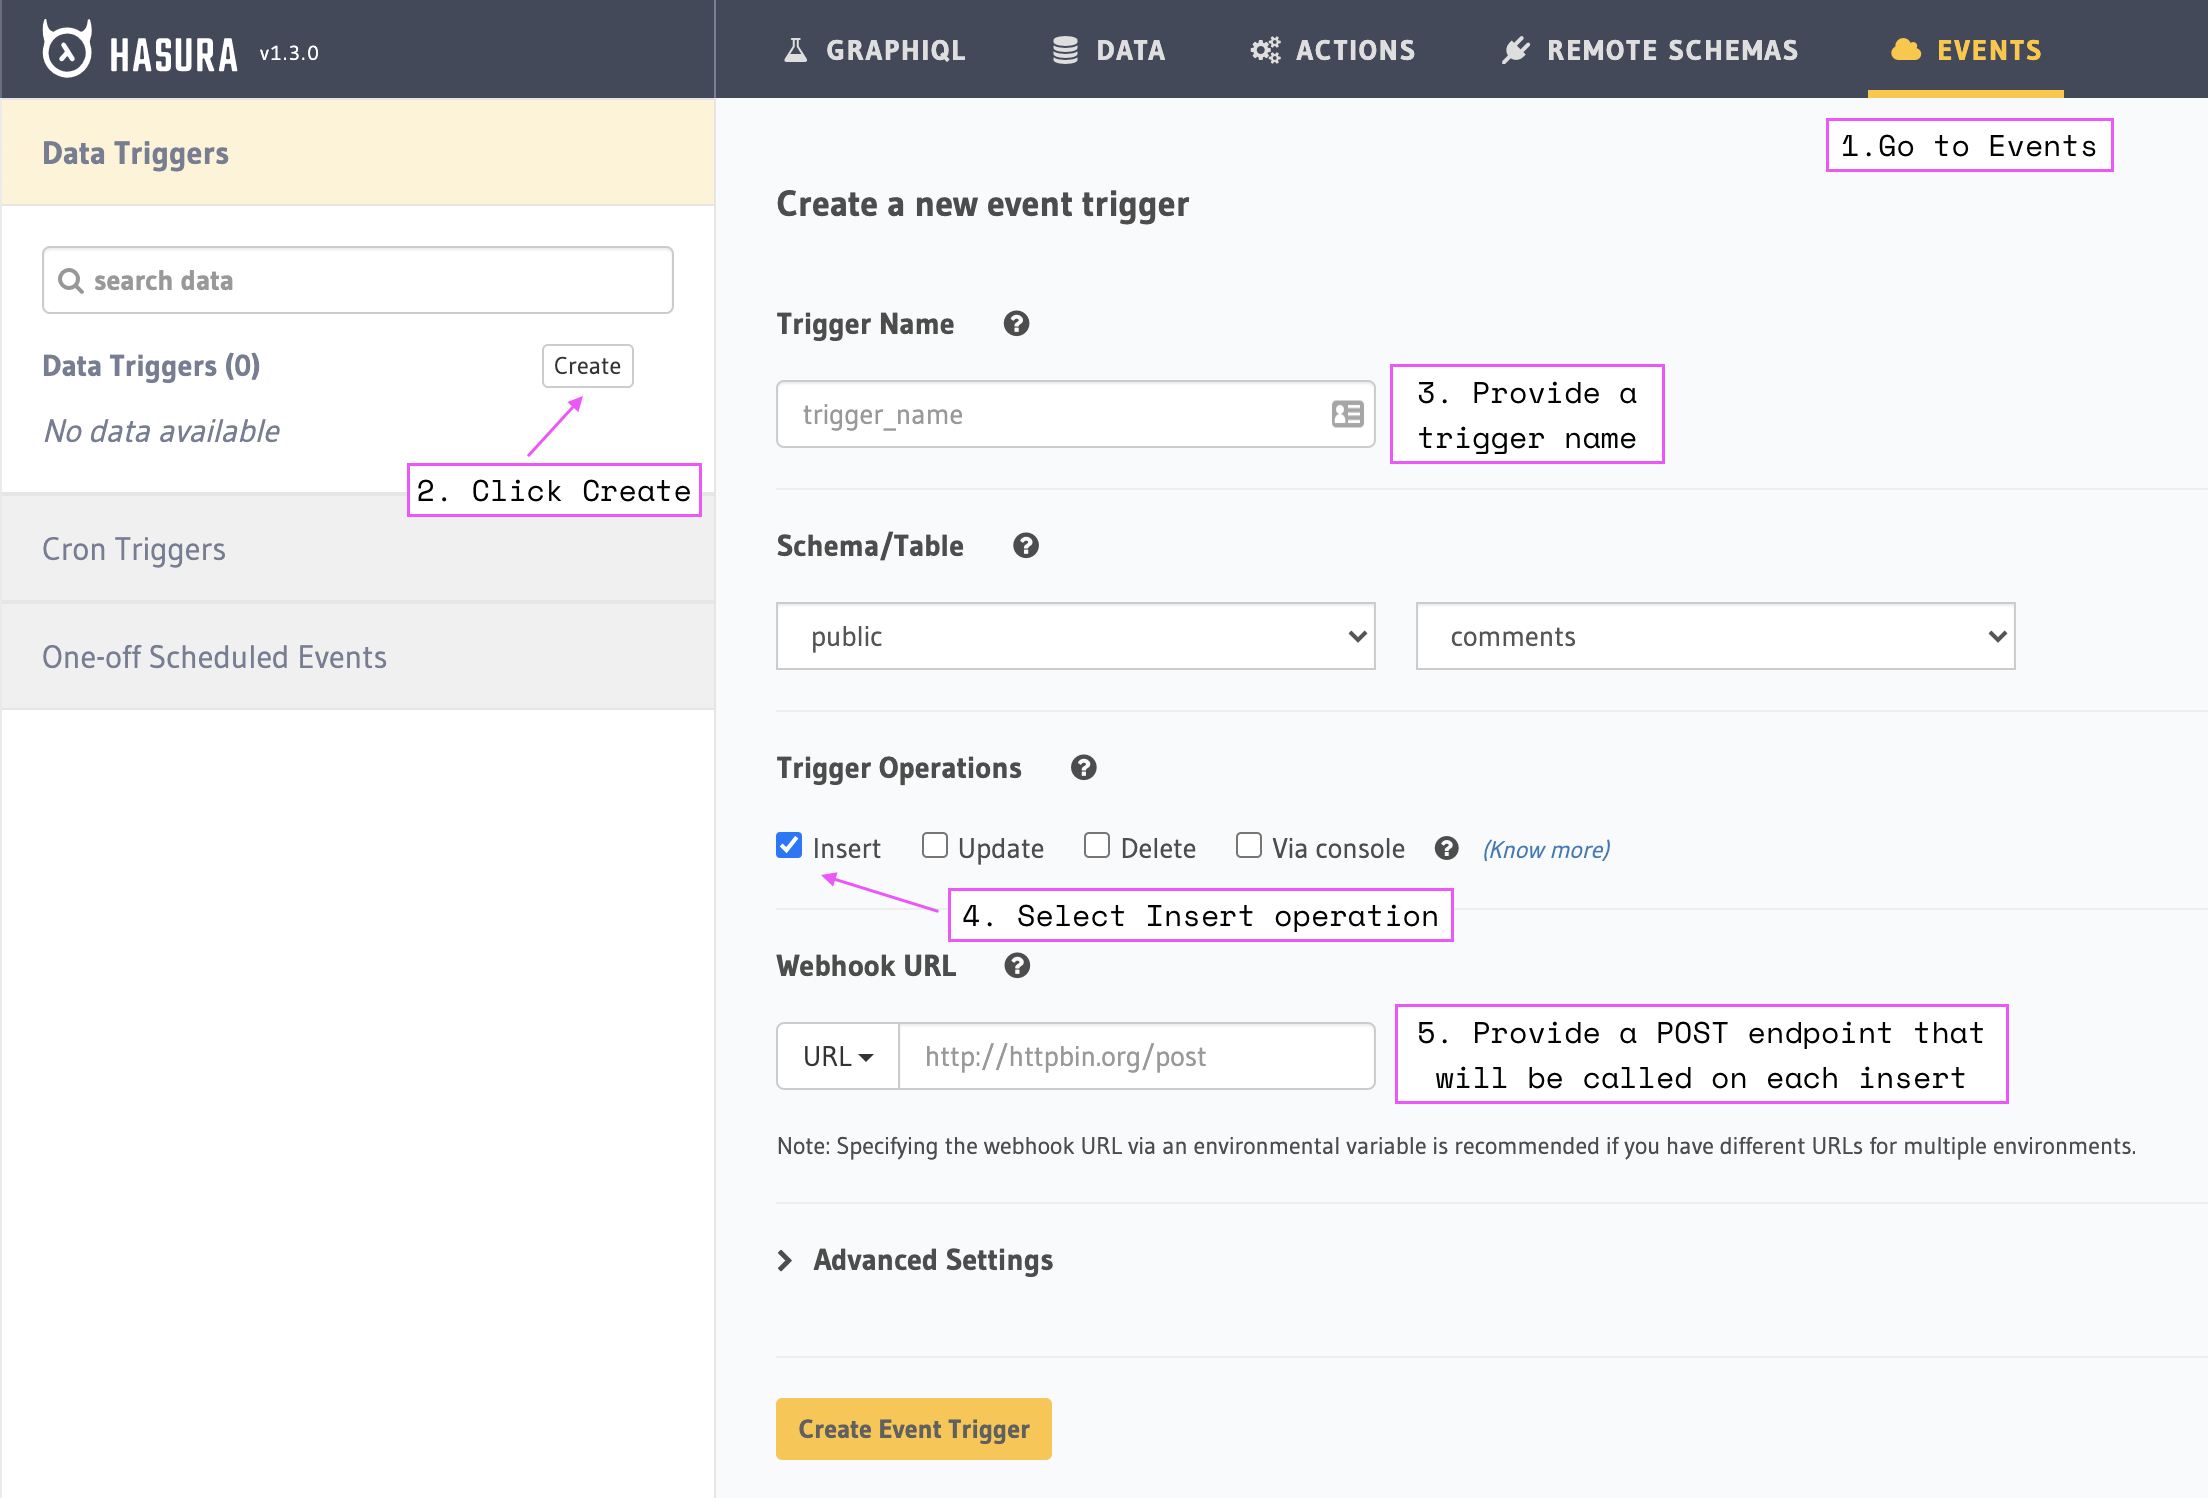 HASURA v1.3.0
GRAPHIQL DATA ACTIONS REMOTE SCHEMAS EVENTS
1.Go to Events
Data Triggers
search data
Data Triggers (0) Create
No data available
2. Click Create
Cron Triggers
One-off Scheduled Events
Create a new event trigger
Trigger Name
trigger_name
3. Provide a
trigger name
Schema/Table
public comments
Trigger Operations
Insert Update Delete Via console (Know more)
4. Select Insert operation
Webhook URL
URL http://httpbin.org/post
5. Provide a POST endpoint that
will be called on each insert
Note: Specifying the webhook URL via an environmental variable is recommended if you have different URLs for multiple environments.
Advanced Settings
Create Event Trigger